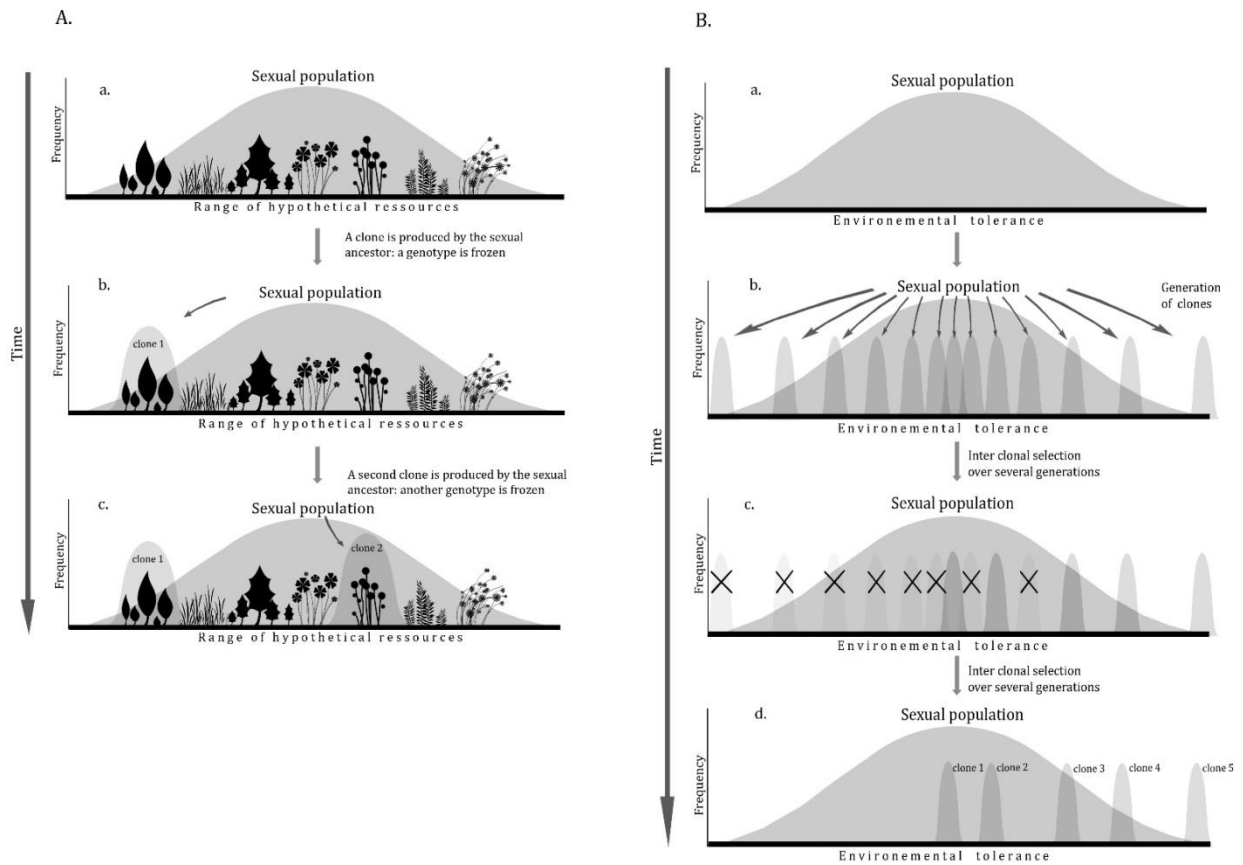 A.
Time
a.
Sexual population
Frequency
Range of hypothetical ressources
A clone is produced by the sexual
ancestor: a genotype is frozen
b.
Sexual population
clone 1
Frequency
Range of hypothetical ressources
A second clone is produced by the sexual
ancestor: another genotype is frozen
c.
Sexual population
clone 1
clone 2
Frequency
Range of hypothetical ressources
B.
Time
a.
Sexual population
Frequency
Environemental tolerance
b.
Sexual population
Generation
of clones
Frequency
Environemental tolerance
Inter clonal selection
over several generations
c.
Sexual population
Frequency
Environemental tolerance
Inter clonal selection
over several generations
d.
Sexual population
clone 1
clone 2
clone 3
clone 4
clone 5
Frequency
Environemental tolerance